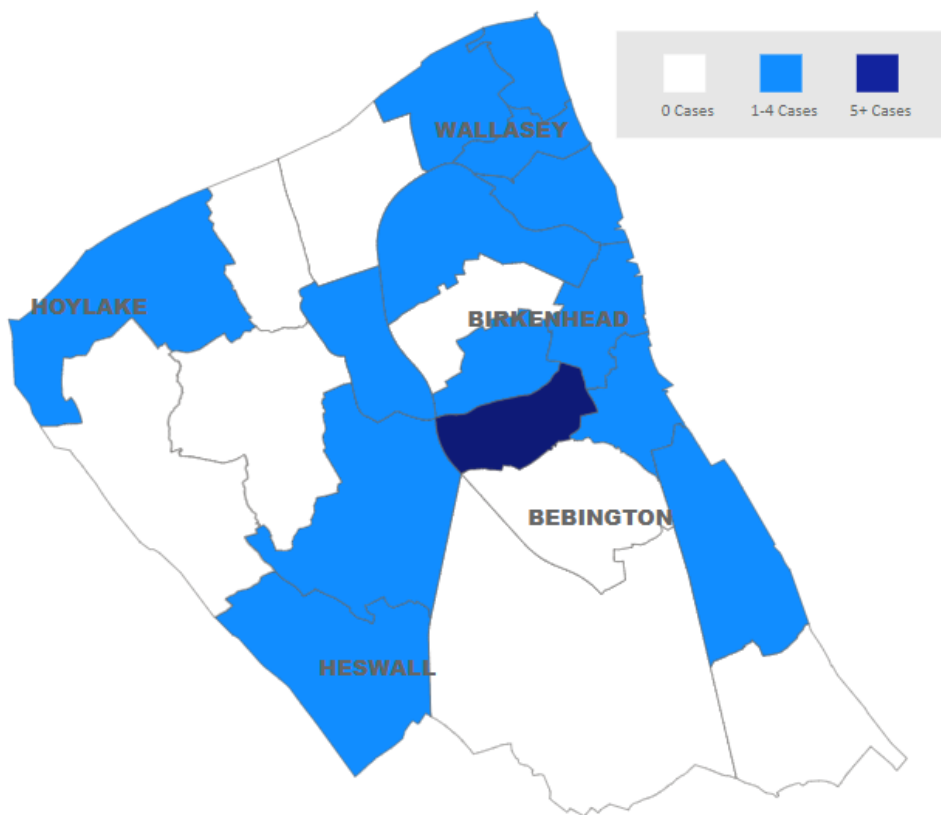 0 Cases 1-4 Cases 5+ Cases
WALLASEY
HOYLAKE
BIRKENHEAD
BEBINGTON
HESWALL